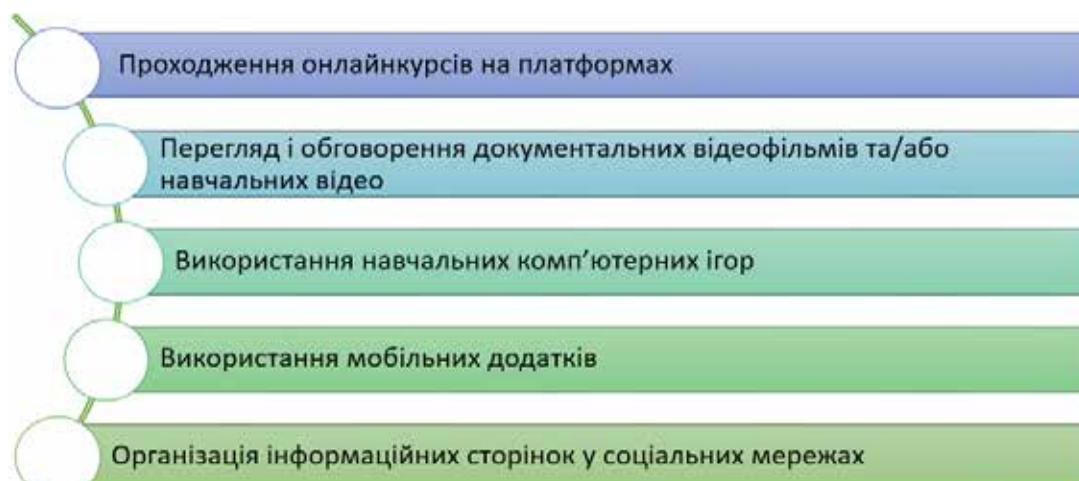 Проходження онлайнкурсів на платформах
Перегляд і обговорення документальних відеофільмів та/або
навчальних відео
Використання навчальних комп'ютерних ігор
Використання мобільних додатків
Організація інформаційних сторінок у соціальних мережах